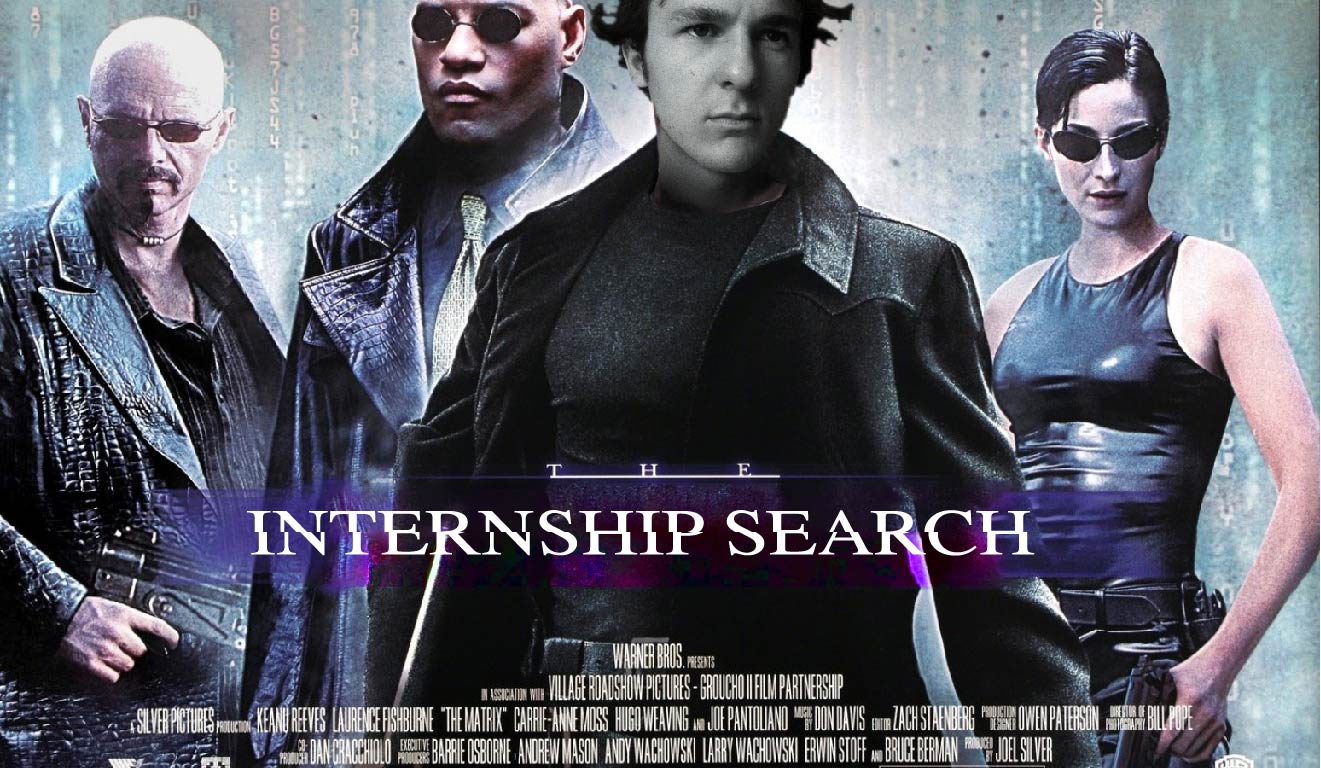 T H E
INTERNSHIP SEARCH
WARNER BROS. PRESENTS
IN ASSOCIATION WITH VILLAGE ROADSHOW PICTURES - GROUCHO II FILM PARTNERSHIP
A SILVER PICTURES PRODUCTION KEANU REEVES LAURENCE FISHBURNE "THE MATRIX" CARRIE-ANNE MOSS HUGO WEAVING AND JOE PANTOLIANO MUSIC BY DON DAVIS EDITOR ZACH STAENBERG PRODUCTION DESIGNER OWEN PATERSON DIRECTOR OF PHOTOGRAPHY BILL POPE
CO-PRODUCER DAN CRACCHIOLO EXECUTIVE PRODUCERS BARRIE OSBORNE ANDREW MASON ANDY WACHOWSKI LARRY WACHOWSKI ERWIN STOFF AND BRUCE BERMAN PRODUCED BY JOEL SILVER